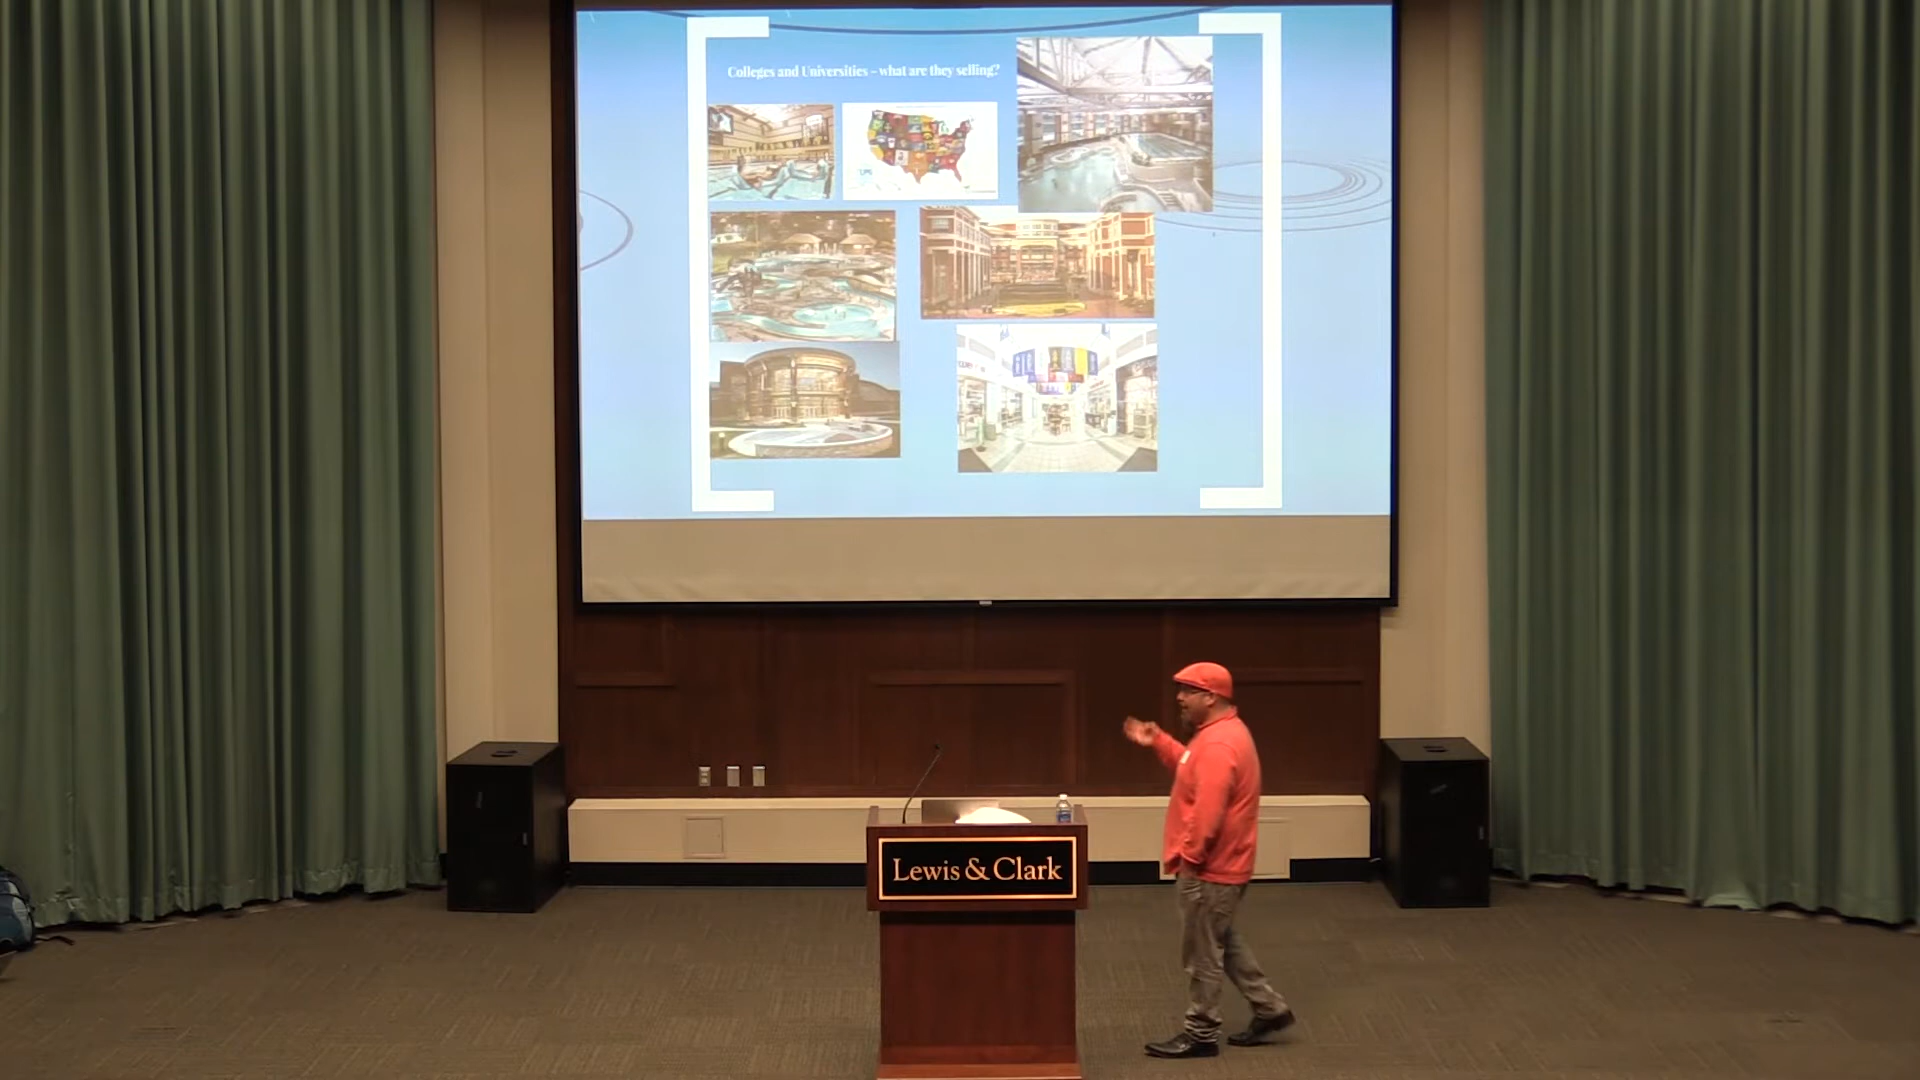 Colleges and Universities – what are they selling?
Lewis & Clark